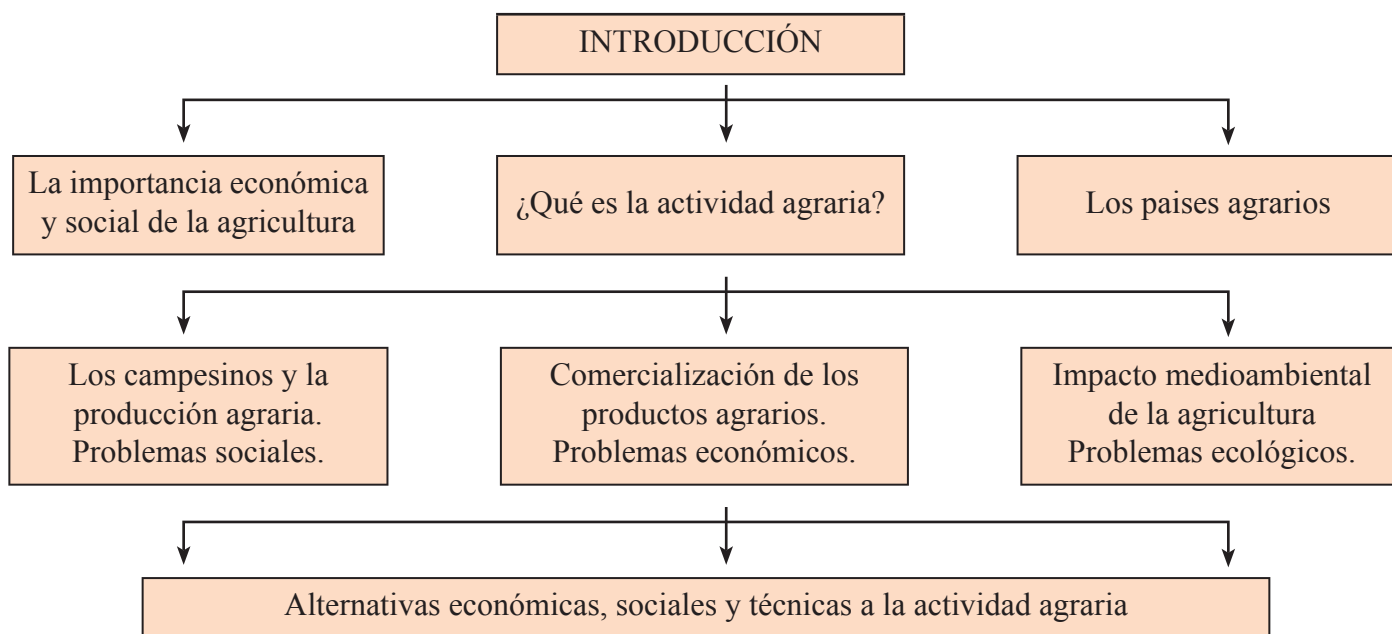 INTRODUCCIÓN
La importancia económica
y social de la agricultura
¿Qué es la actividad agraria?
Los paises agrarios
Los campesinos y la
producción agraria.
Problemas sociales.
Comercialización de los
productos agrarios.
Problemas económicos.
Impacto medioambiental
de la agricultura
Problemas ecológicos.
Alternativas económicas, sociales y técnicas a la actividad agraria